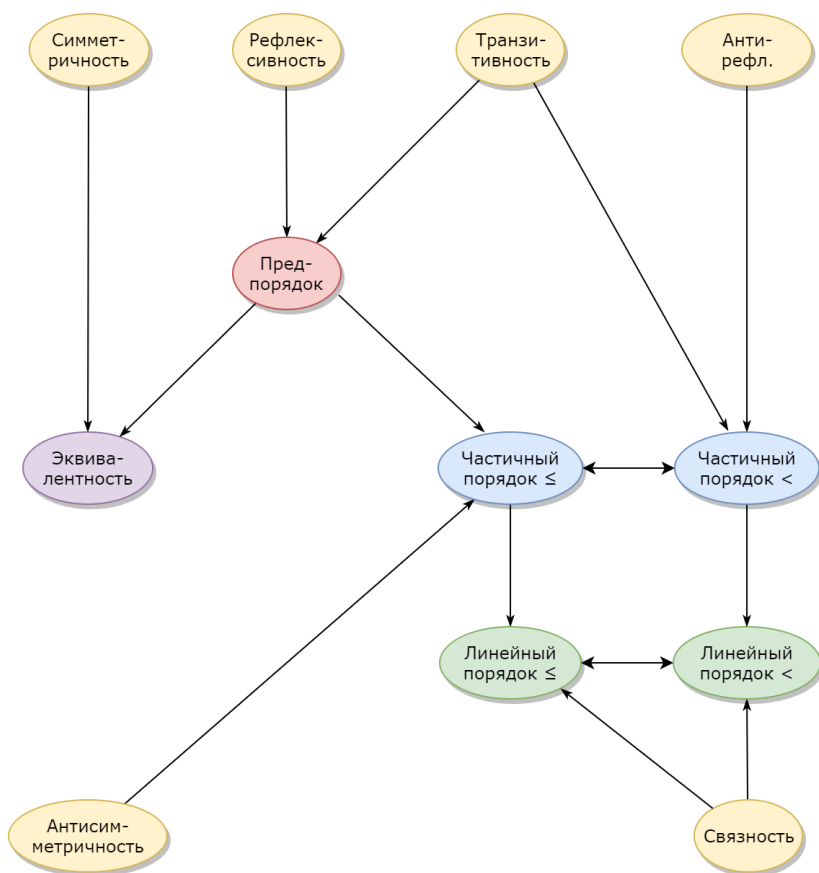 Симмет-
ричность
Рефлек-
сивность
Транзи-
тивность
Анти-
рефл.
Пред-
порядок
Эквива-
лентность
Частичный
порядок ≤
Частичный
порядок <
Линейный
порядок ≤
Линейный
порядок <
Антисим-
метричность
Связность